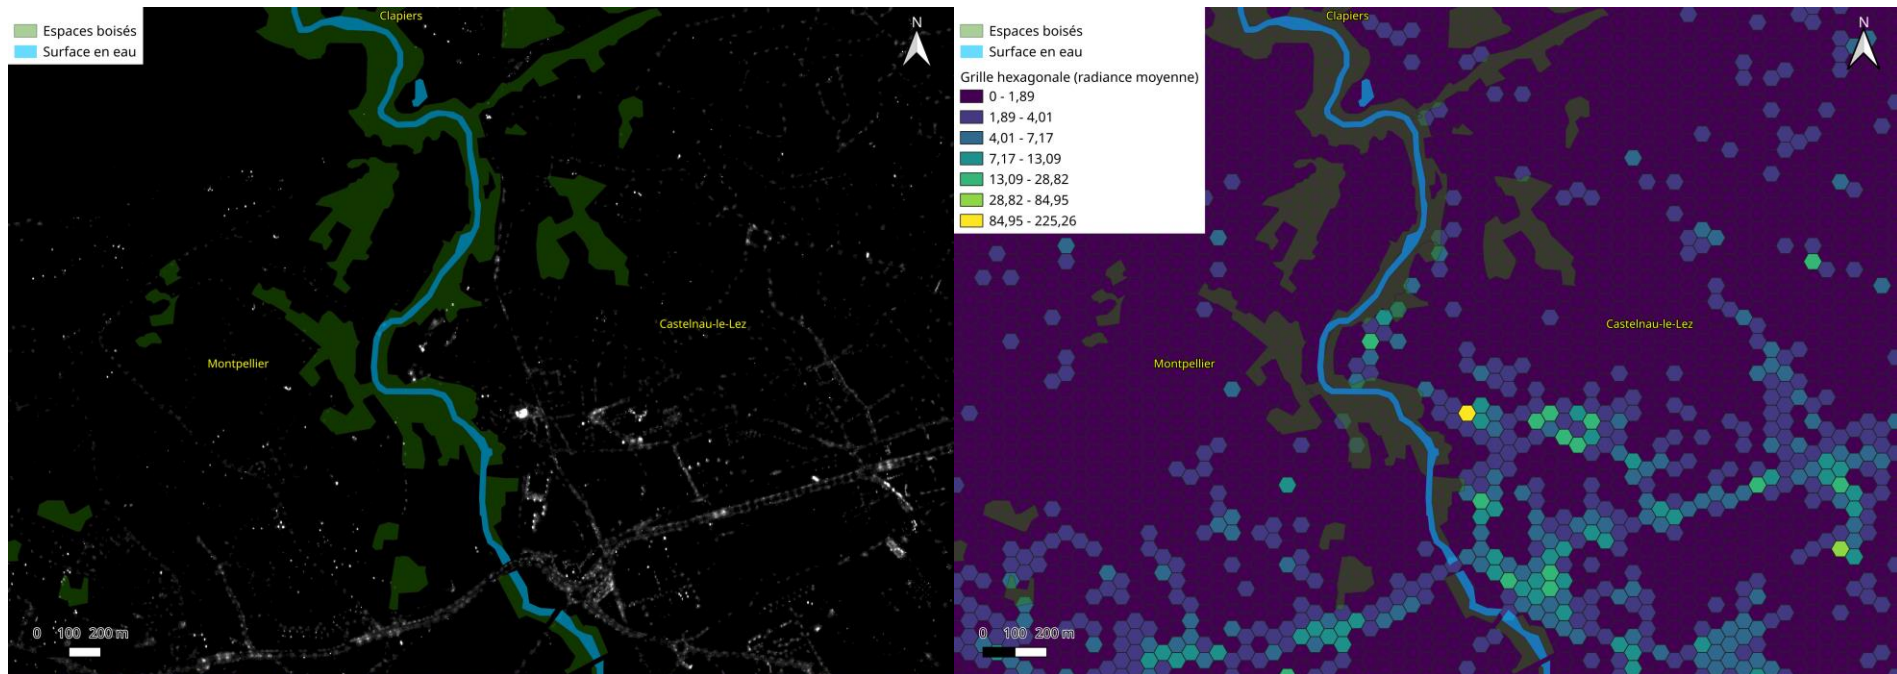 Clapiers
N
Espaces boisés
Surface en eau
Montpellier
Castelnau-le-Lez
0 100 200 m
Clapiers
N
Espaces boisés
Surface en eau
Grille hexagonale (radiance moyenne)
0 - 1,89
1,89 - 4,01
4,01 - 7,17
7,17 - 13,09
13,09 - 28,82
28,82 - 84,95
84,95 - 225,26
Castelnau-le-Lez
Montpellier
0 100 200 m